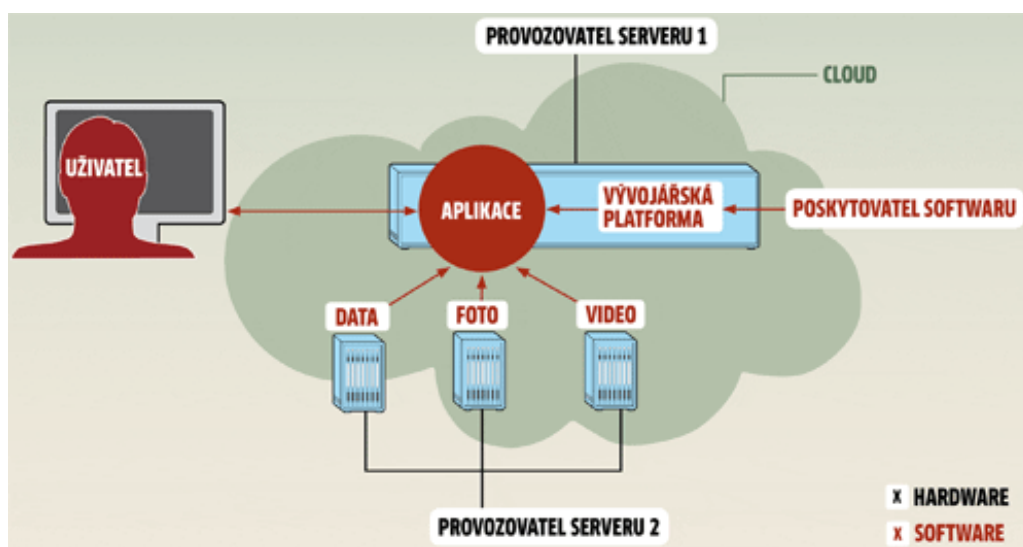 PROVOZOVATEL SERVERU 1
CLOUD
UŽIVATEL
APLIKACE
VÝVOJÁŘSKÁ
PLATFORMA
POSKYTOVATEL SOFTWARU
DATA
FOTO
VIDEO
PROVOZOVATEL SERVERU 2
X HARDWARE
X SOFTWARE